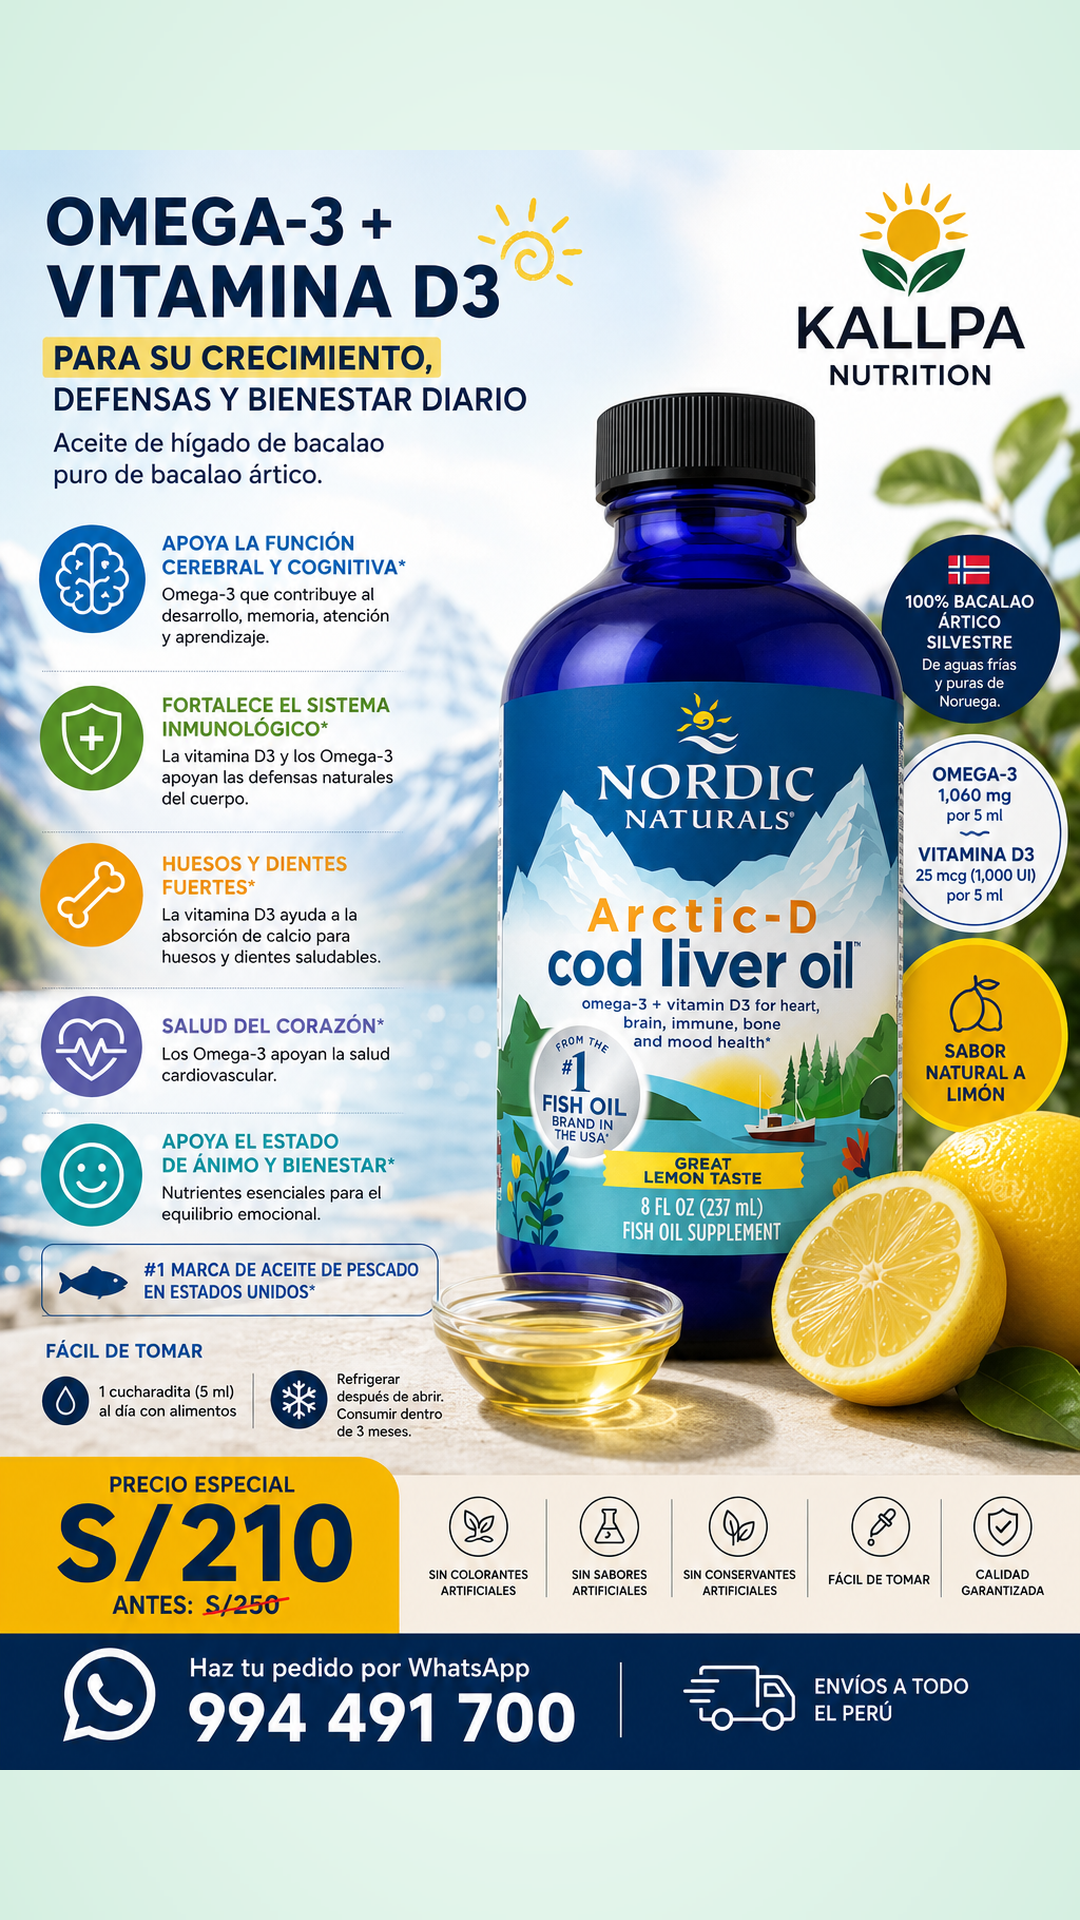 OMEGA-3 +
VITAMINA D3
PARA SU CRECIMIENTO,
DEFENSAS Y BIENESTAR DIARIO
Aceite de hígado de bacalao
puro de bacalao ártico.
KALLPA
NUTRITION
APOYA LA FUNCIÓN
CEREBRAL Y COGNITIVA*
Omega-3 que contribuye al
desarrollo, memoria, atención
y aprendizaje.
FORTALECE EL SISTEMA
INMUNOLÓGICO*
La vitamina D3 y los Omega-3
apoyan las defensas naturales
del cuerpo.
HUESOS Y DIENTES
FUERTES*
La vitamina D3 ayuda a la
absorción de calcio para
huesos y dientes saludables.
SALUD DEL CORAZÓN*
Los Omega-3 apoyan la salud
cardiovascular.
APOYA EL ESTADO
DE ÁNIMO Y BIENESTAR*
Nutrientes esenciales para el
equilibrio emocional.
#1 MARCA DE ACEITE DE PESCADO
EN ESTADOS UNIDOS*
FÁCIL DE TOMAR
1 cucharadita (5 ml)
al día con alimentos
Refrigerar
después de abrir.
Consumir dentro
de 3 meses.
NORDIC
NATURALS®
Arctic-D
cod liver oil™
omega-3 + vitamin D3 for heart,
brain, immune, bone
and mood health*
FROM THE
#1
FISH OIL
BRAND IN
THE USA*
GREAT
LEMON TASTE
8 FL OZ (237 mL)
FISH OIL SUPPLEMENT
100% BACALAO
ÁRTICO
SILVESTRE
De aguas frías
y puras de
Noruega.
OMEGA-3
1,060 mg
por 5 ml
VITAMINA D3
25 mcg (1,000 UI)
por 5 ml
SABOR
NATURAL A
LIMÓN
PRECIO ESPECIAL
S/210
ANTES: S/250
SIN COLORANTES
ARTIFICIALES
SIN SABORES
ARTIFICIALES
SIN CONSERVANTES
ARTIFICIALES
FÁCIL DE TOMAR
CALIDAD
GARANTIZADA
Haz tu pedido por WhatsApp
994 491 700
ENVÍOS A TODO
EL PERÚ